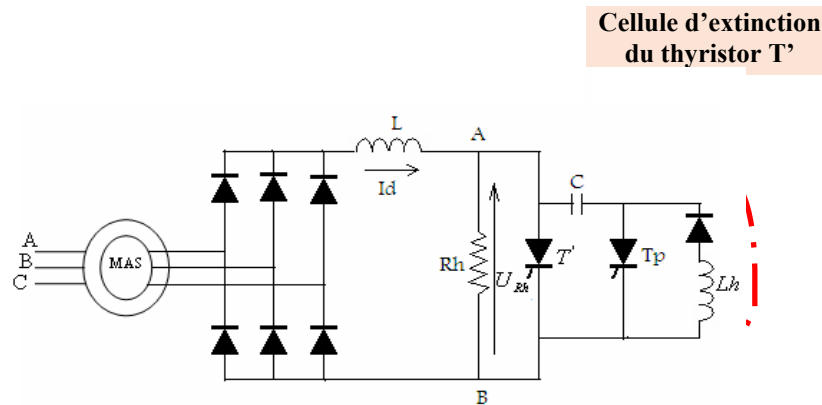 Cellule d’extinction
du thyristor T’
L
A
Id
C
A
B
C
MAS
Rh
U Rh
T'
Tp
Lh
B